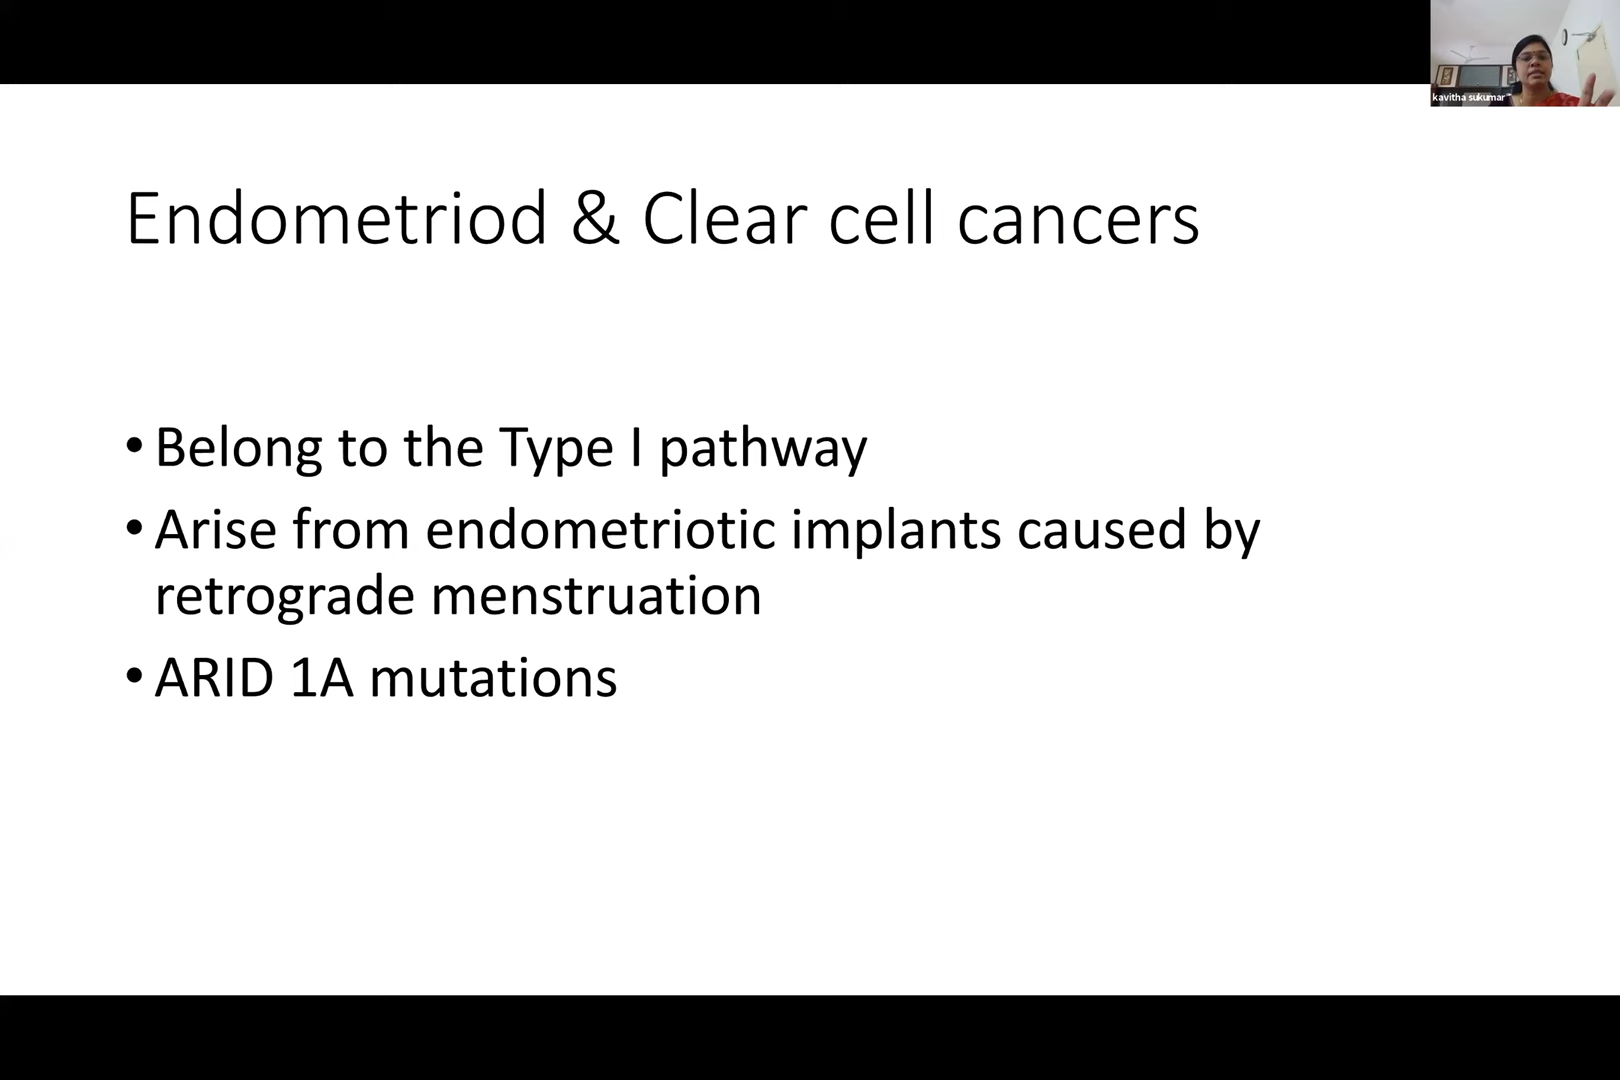 kavitha sukumar
Endometriod & Clear cell cancers
• Belong to the Type I pathway
• Arise from endometriotic implants caused by
retrograde menstruation
• ARID 1A mutations